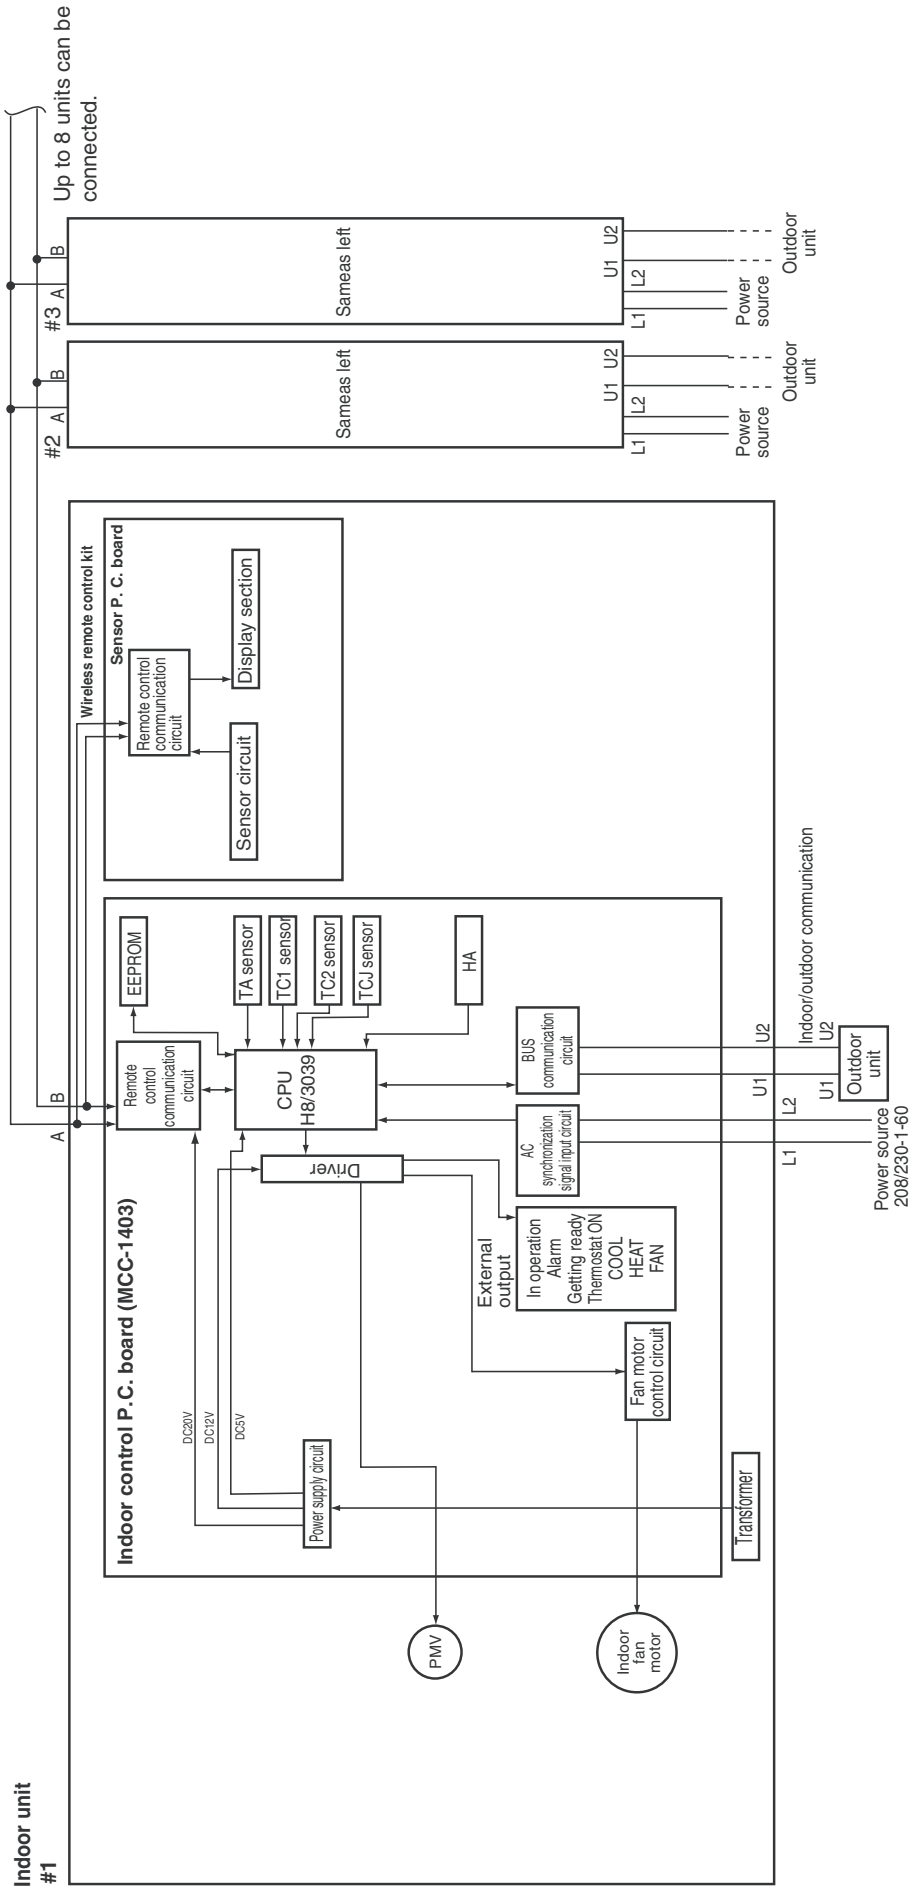 Indoor unit
#1
Indoor control P.C. board (MCC-1403)
DC20V
DC12V
DC5V
Power supply circuit
Transformer
PMV
Indoor
fan
motor
Fan motor
control circuit
External
output
In operation
Alarm
Getting ready
Thermostat ON
COOL
HEAT
FAN
Driver
A
B
Remote
control
communication
circuit
CPU
H8/3039
EEPROM
TA sensor
TC1 sensor
TC2 sensor
TCJ sensor
HA
AC
synchronization
signal input circuit
BUS
communication
circuit
L1
L2
U1
U2
Indoor/outdoor communication
U1
U2
Outdoor
unit
Power source
208/230-1-60
Wireless remote control kit
Sensor P. C. board
Remote control
communication
circuit
Sensor circuit
Display section
#2
A
B
Sameas left
L1
L2
U1
U2
Power
source
Outdoor
unit
#3
A
B
Sameas left
L1
L2
U1
U2
Power
source
Outdoor
unit
Up to 8 units can be
connected.